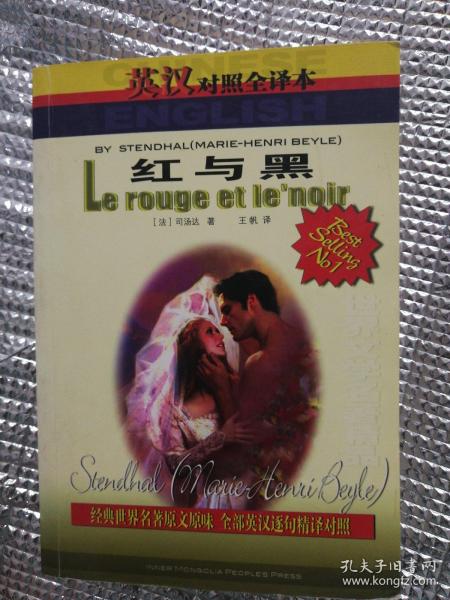 CHINESE
英汉对照全译本
ENGLISH
BY STENDHAL(MARIE-HENRI BEYLE)
红与黑
Le rouge et le'noir
[法]司汤达 著 王帆 译
Best
Selling
No1
Stendhal (Marie-Henri Beyle)
经典世界名著原文原味 全部英汉逐句精译对照
INNER MONGOLIA PEOPLE'S PRESS
孔夫子旧书网
www.kongfz.com